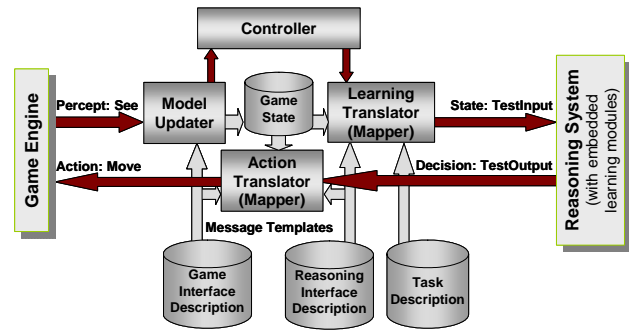 Controller
Game Engine
Percept: See
Model
Updater
Game
State
Learning
Translator
(Mapper)
State: TestInput
Reasoning System
(with embedded
learning modules)
Action: Move
Action
Translator
(Mapper)
Decision: TestOutput
Message Templates
Game
Interface
Description
Reasoning
Interface
Description
Task
Description